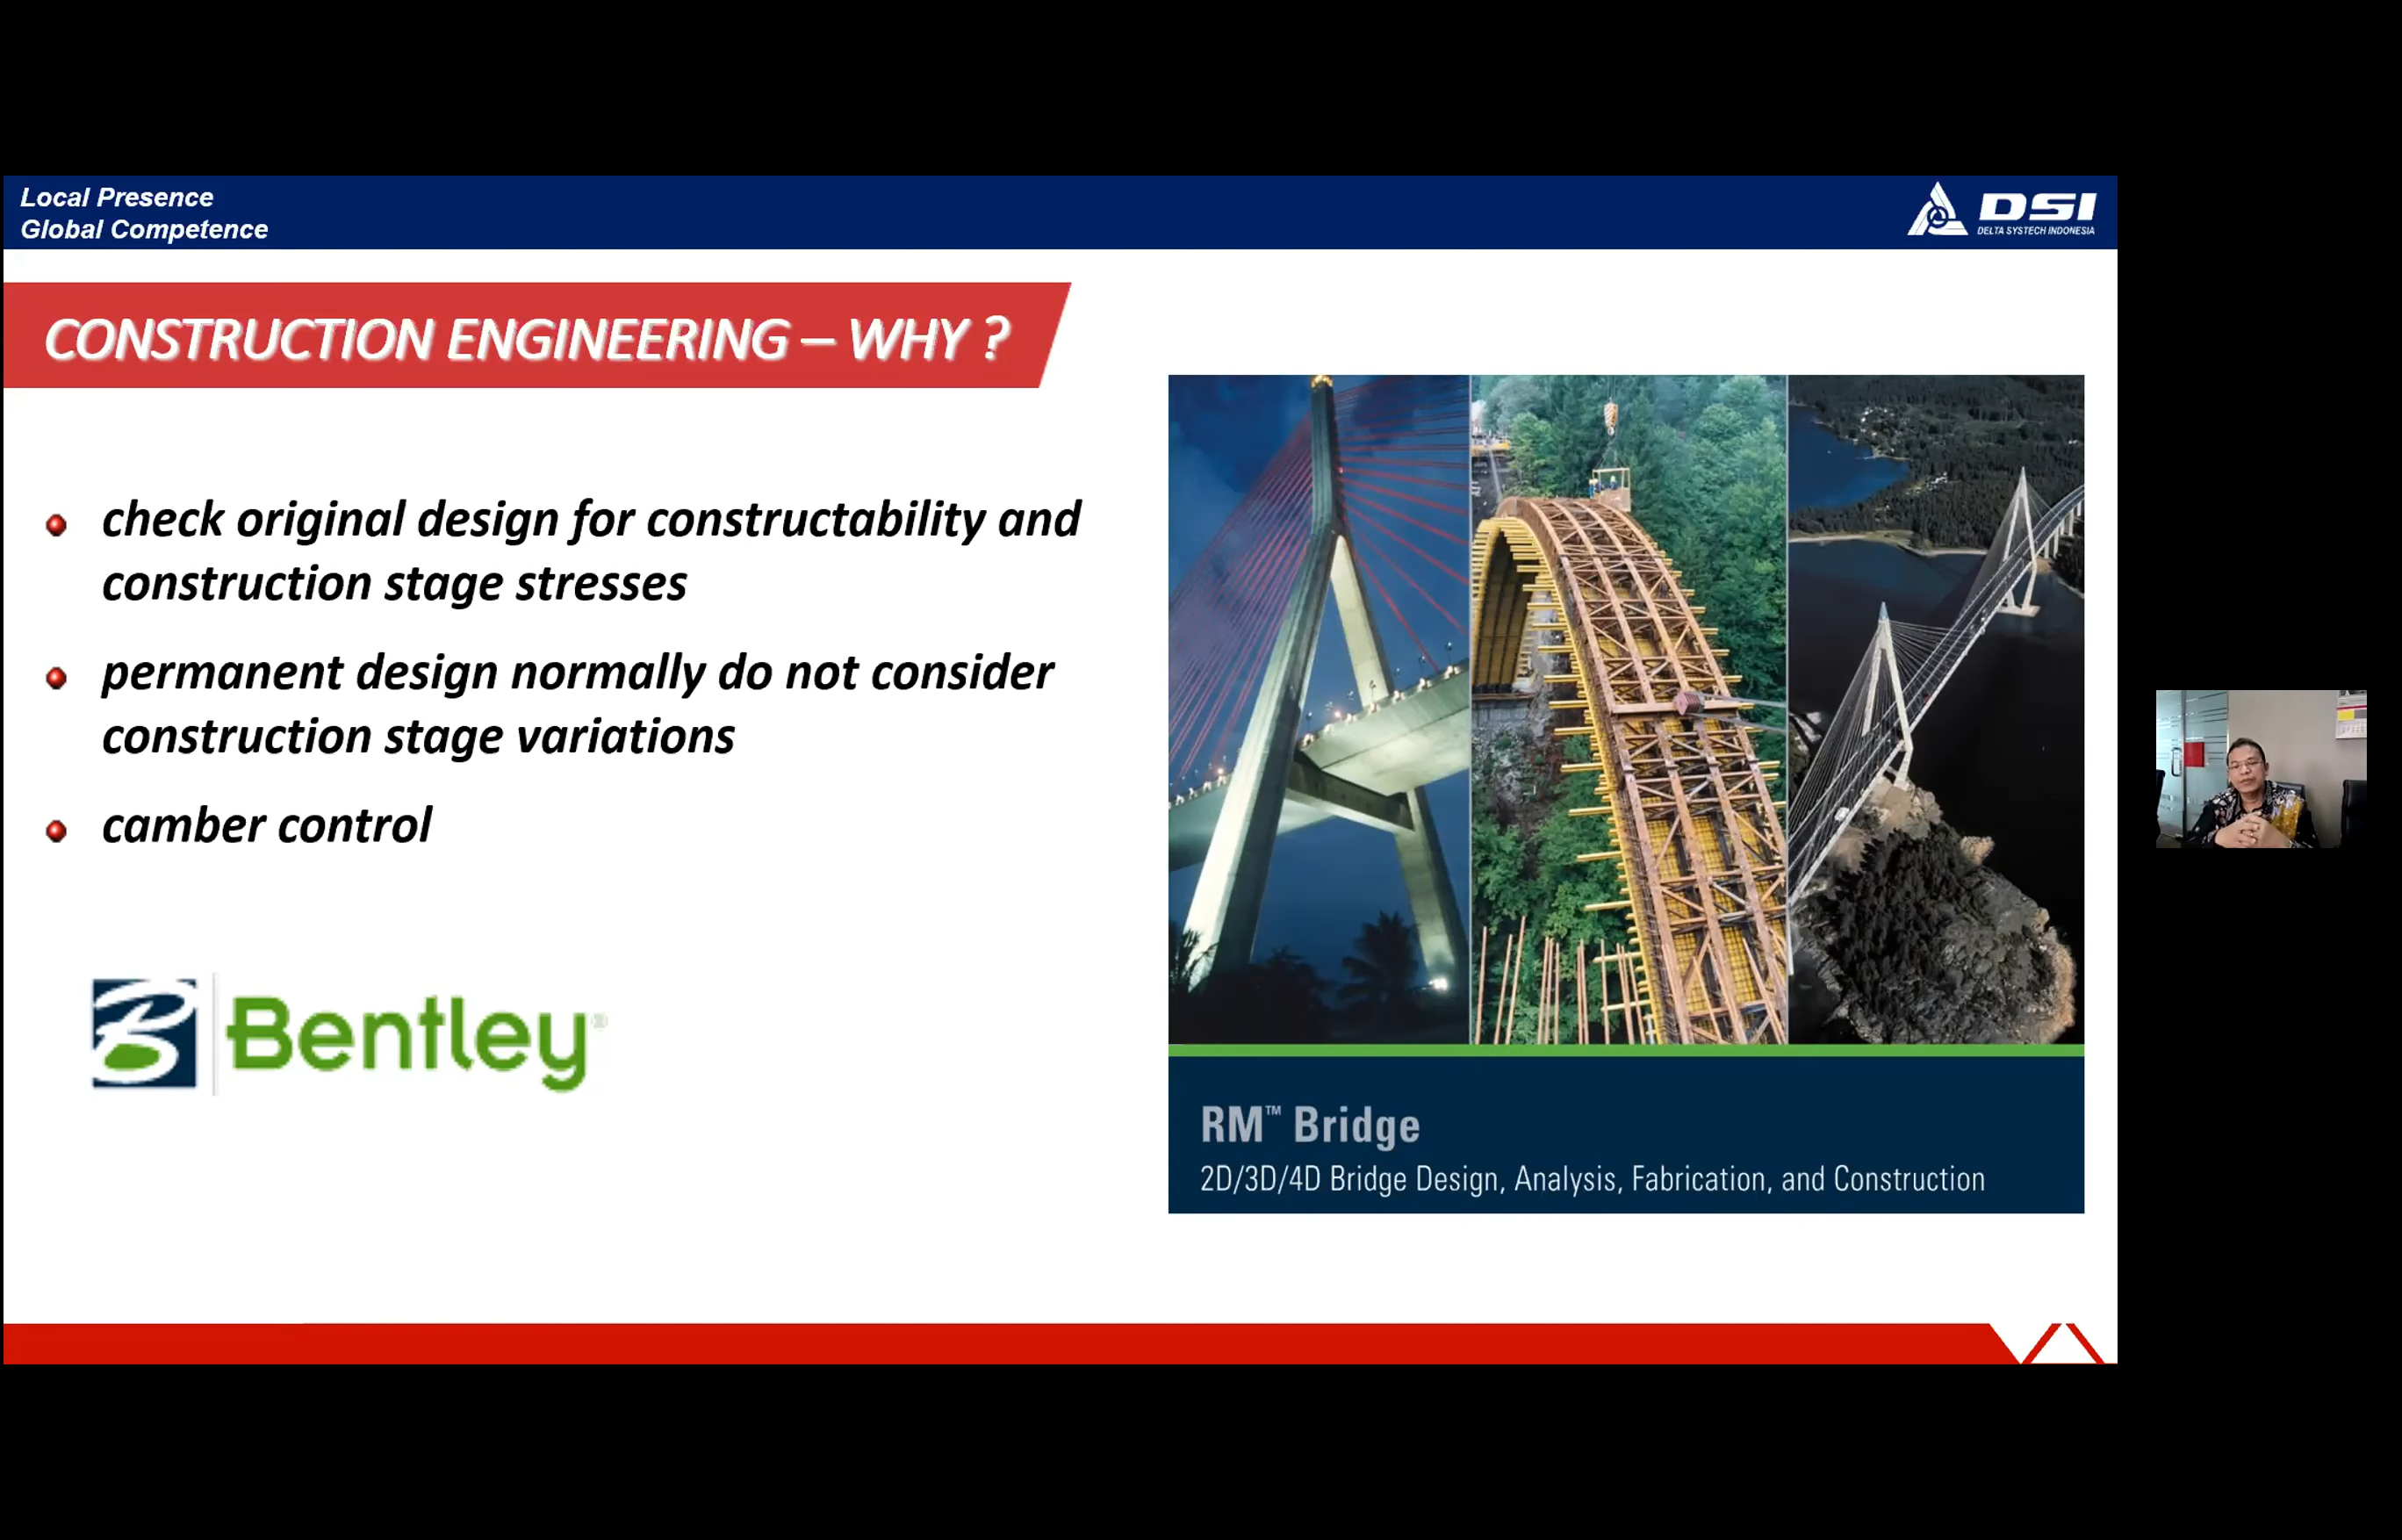 Local Presence
Global Competence
DSI
DELTA SYSTECH INDONESIA
CONSTRUCTION ENGINEERING – WHY ?
check original design for constructability and
construction stage stresses
permanent design normally do not consider
construction stage variations
camber control
B Bentley
RM™ Bridge
2D/3D/4D Bridge Design, Analysis, Fabrication, and Construction